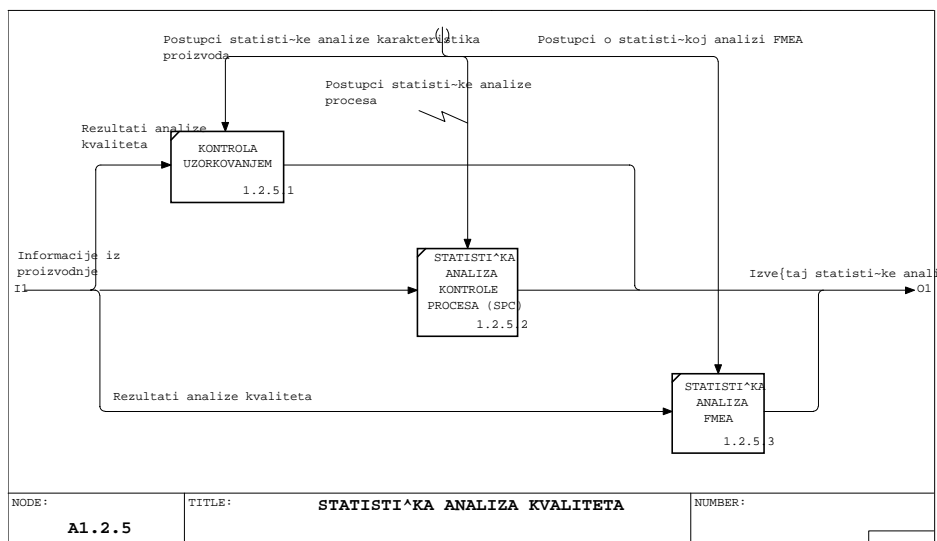 Postupci statisti~ke analize karakteristika
proizvoda
Postupci o statisti~koj analizi FMEA
Postupci statisti~ke analize
procesa
Rezultati analize
kvaliteta
KONTROLA
UZORKOVANJEM
1.2.5.1
Informacije iz
proizvodnje
I1
STATISTI^KA
ANALIZA
KONTROLE
PROCESA (SPC)
1.2.5.2
Izve{taj statisti~ke anali
O1
Rezultati analize kvaliteta
STATISTI^KA
ANALIZA
FMEA
1.2.5.3
NODE:
A1.2.5
TITLE:
STATISTI^KA ANALIZA KVALITETA
NUMBER: